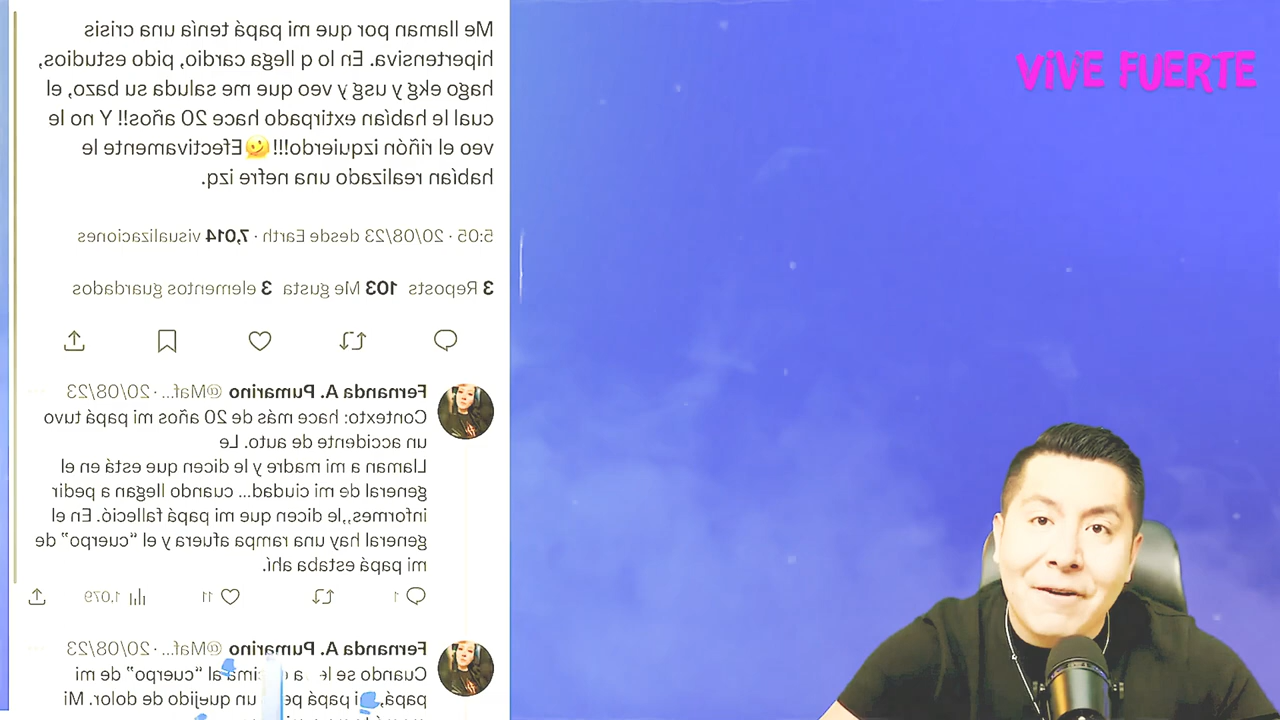 Me llaman por que mi papá tenía una crisis
hipertensiva. En lo q llega cardio, pido estudios,
hago ekg y usg y veo que me saluda su bazo, el
cual le habían extirpado hace 20 años!! Y no le
veo el riñón izquierdo!!!🫠Efectivamente le
habían realizado una nefre izq.
5:05 · 20/08/23 desde Earth · 7,014 visualizaciones
3 Reposts 103 Me gusta 3 elementos guardados
Fernanda A. Pumarino @Maf... · 20/08/23
Contexto: hace más de 20 años mi papá tuvo
un accidente de auto. Le
Llaman a mi madre y le dicen que está en el
general de mi ciudad... cuando llegan a pedir
informes,,le dicen que mi papá falleció. En el
general hay una rampa afuera y el “cuerpo” de
mi papá estaba ahí.
1 11 1.079
Fernanda A. Pumarino @Maf... · 20/08/23
Cuando se le al “cuerpo” de mi
papá, papá un quejido de dolor. Mi
VIVE FUERTE